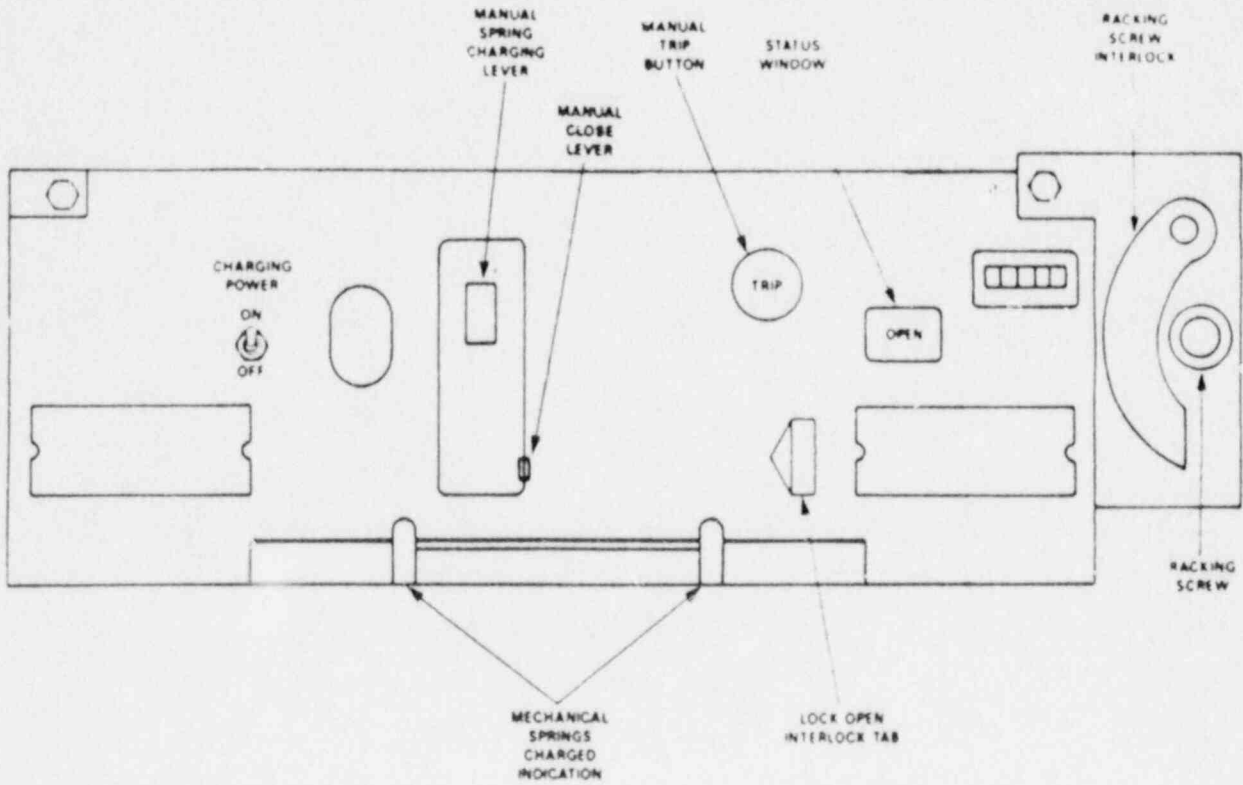 MANUAL
SPRING
CHARGING
LEVER
MANUAL
TRIP
BUTTON
STATUS
WINDOW
RACKING
SCREW
INTERLOCK
MANUAL
CLOSE
LEVER
CHARGING
POWER
ON
OFF
TRIP
OPEN
RACKING
SCREW
MECHANICAL
SPRINGS
CHARGED
INDICATION
LOCK OPEN
INTERLOCK TAB